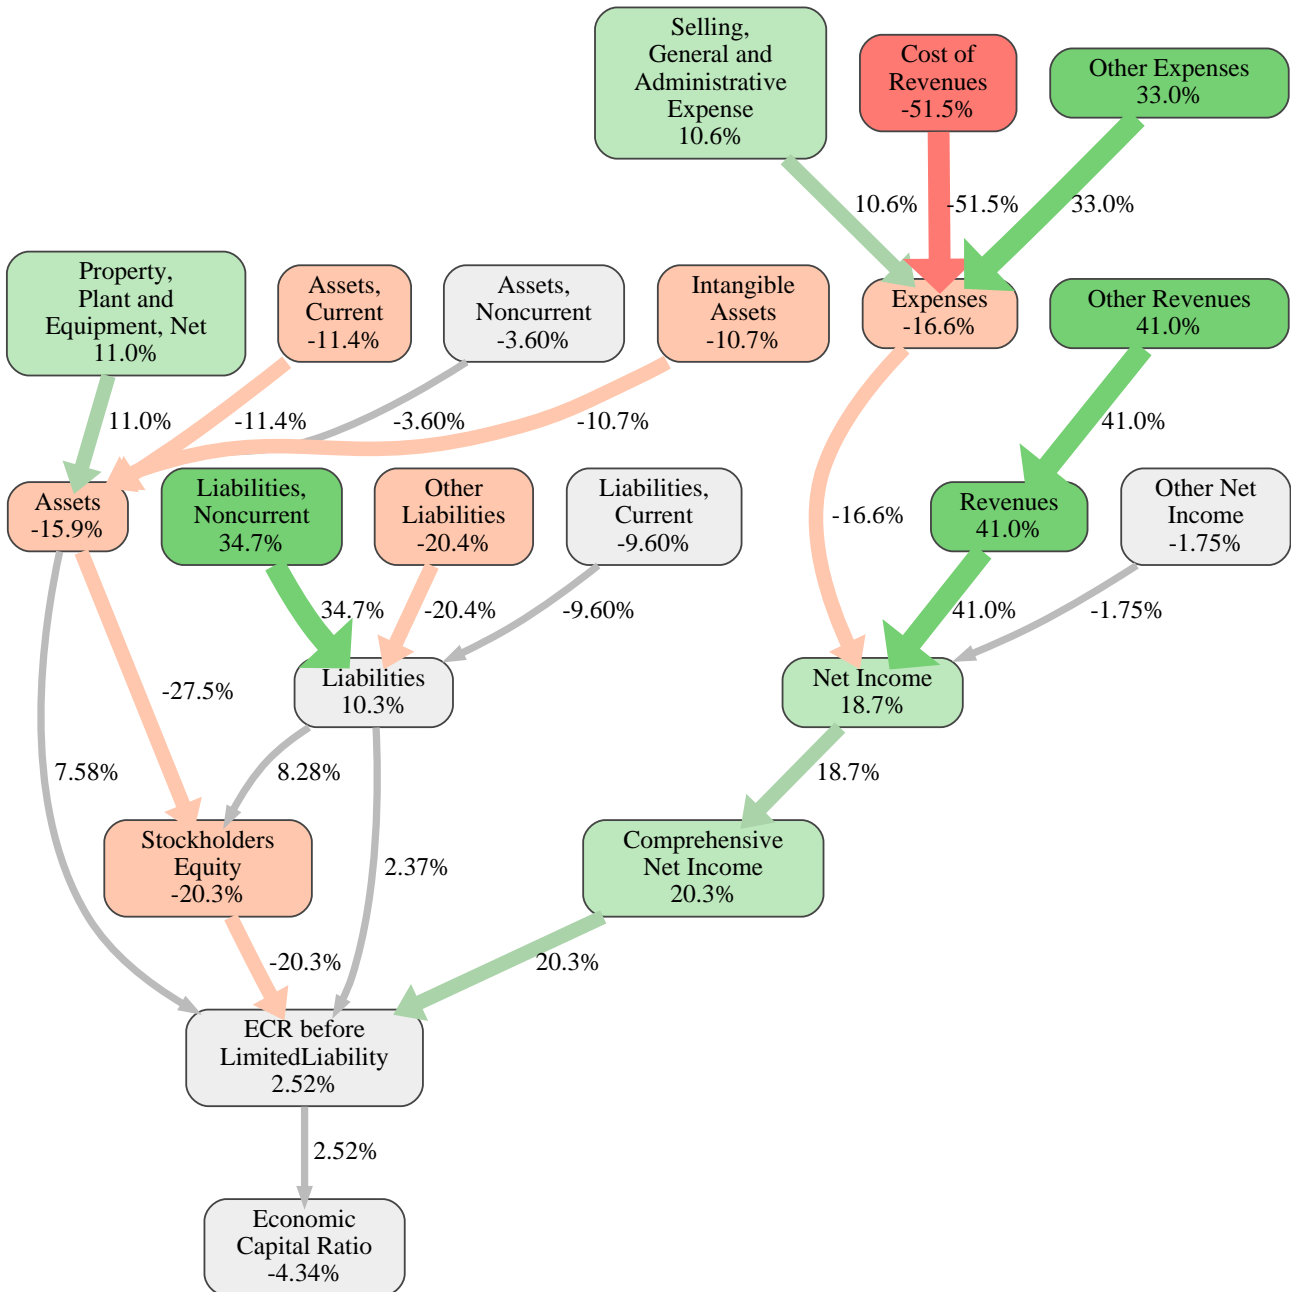 Selling,
General and
Administrative
Expense
10.6%
Cost of
Revenues
-51.5%
Other Expenses
33.0%
10.6%
-51.5%
33.0%
Property,
Plant and
Equipment, Net
11.0%
Assets,
Current
-11.4%
Assets,
Noncurrent
-3.60%
Intangible
Assets
-10.7%
Expenses
-16.6%
Other Revenues
41.0%
11.0%
-11.4%
-3.60%
-10.7%
41.0%
Assets
-15.9%
Liabilities,
Noncurrent
34.7%
Other
Liabilities
-20.4%
Liabilities,
Current
-9.60%
-16.6%
Revenues
41.0%
Other Net
Income
-1.75%
34.7%
-20.4%
-9.60%
41.0%
-1.75%
-27.5%
Liabilities
10.3%
Net Income
18.7%
7.58%
8.28%
18.7%
Stockholders
Equity
-20.3%
2.37%
Comprehensive
Net Income
20.3%
-20.3%
20.3%
ECR before
LimitedLiability
2.52%
2.52%
Economic
Capital Ratio
-4.34%